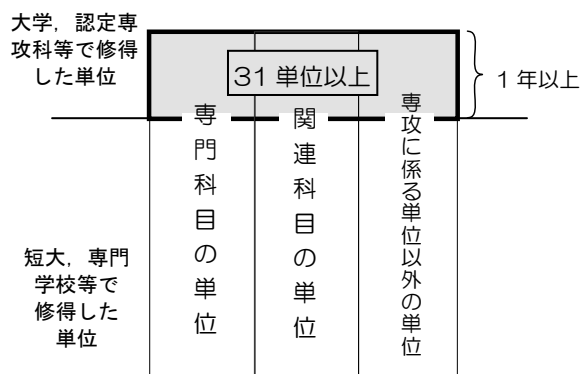 大学，認定専
攻科等で修得
した単位
31 単位以上
1 年以上
専門科目の単位
関連科目の単位
専攻に係る単位以外の単位
短大，専門
学校等で
修得した
単位